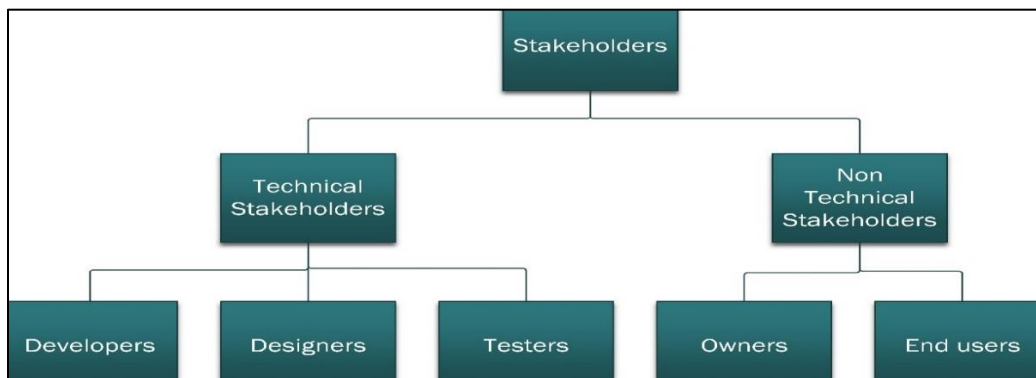 Stakeholders
Technical
Stakeholders
Non
Technical
Stakeholders
Developers
Designers
Testers
Owners
End users